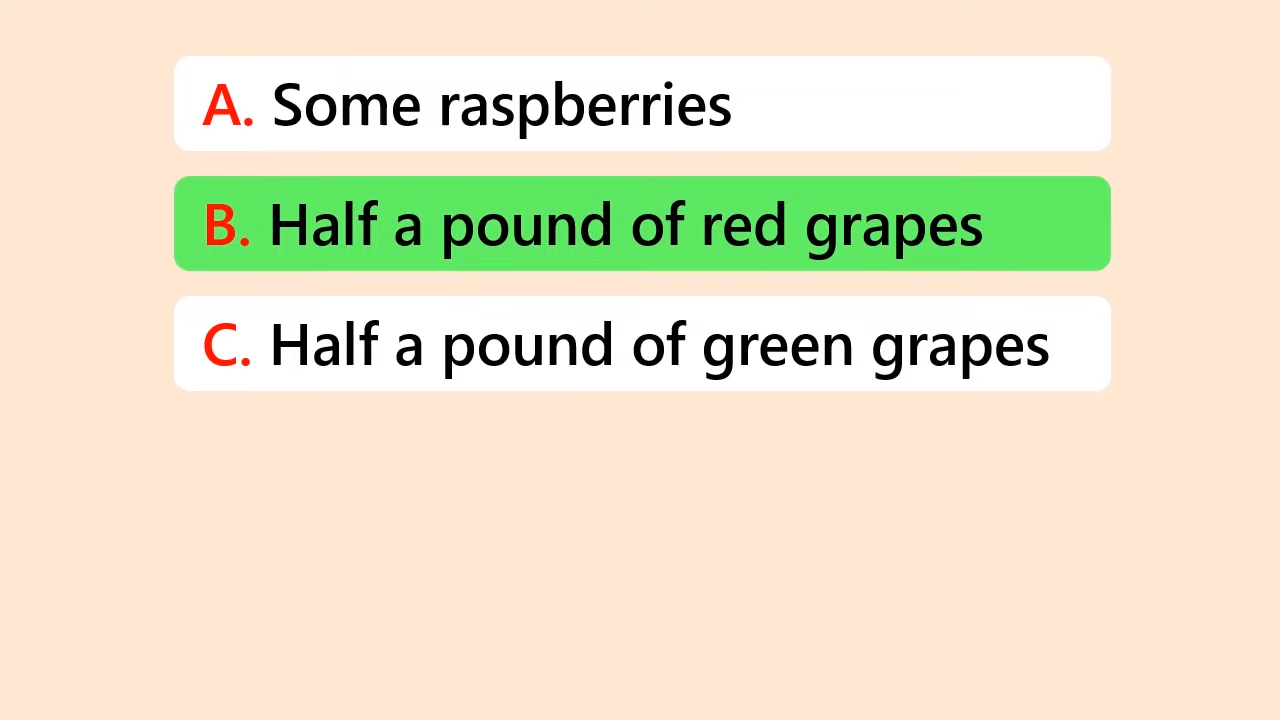 A. Some raspberries
B. Half a pound of red grapes
C. Half a pound of green grapes